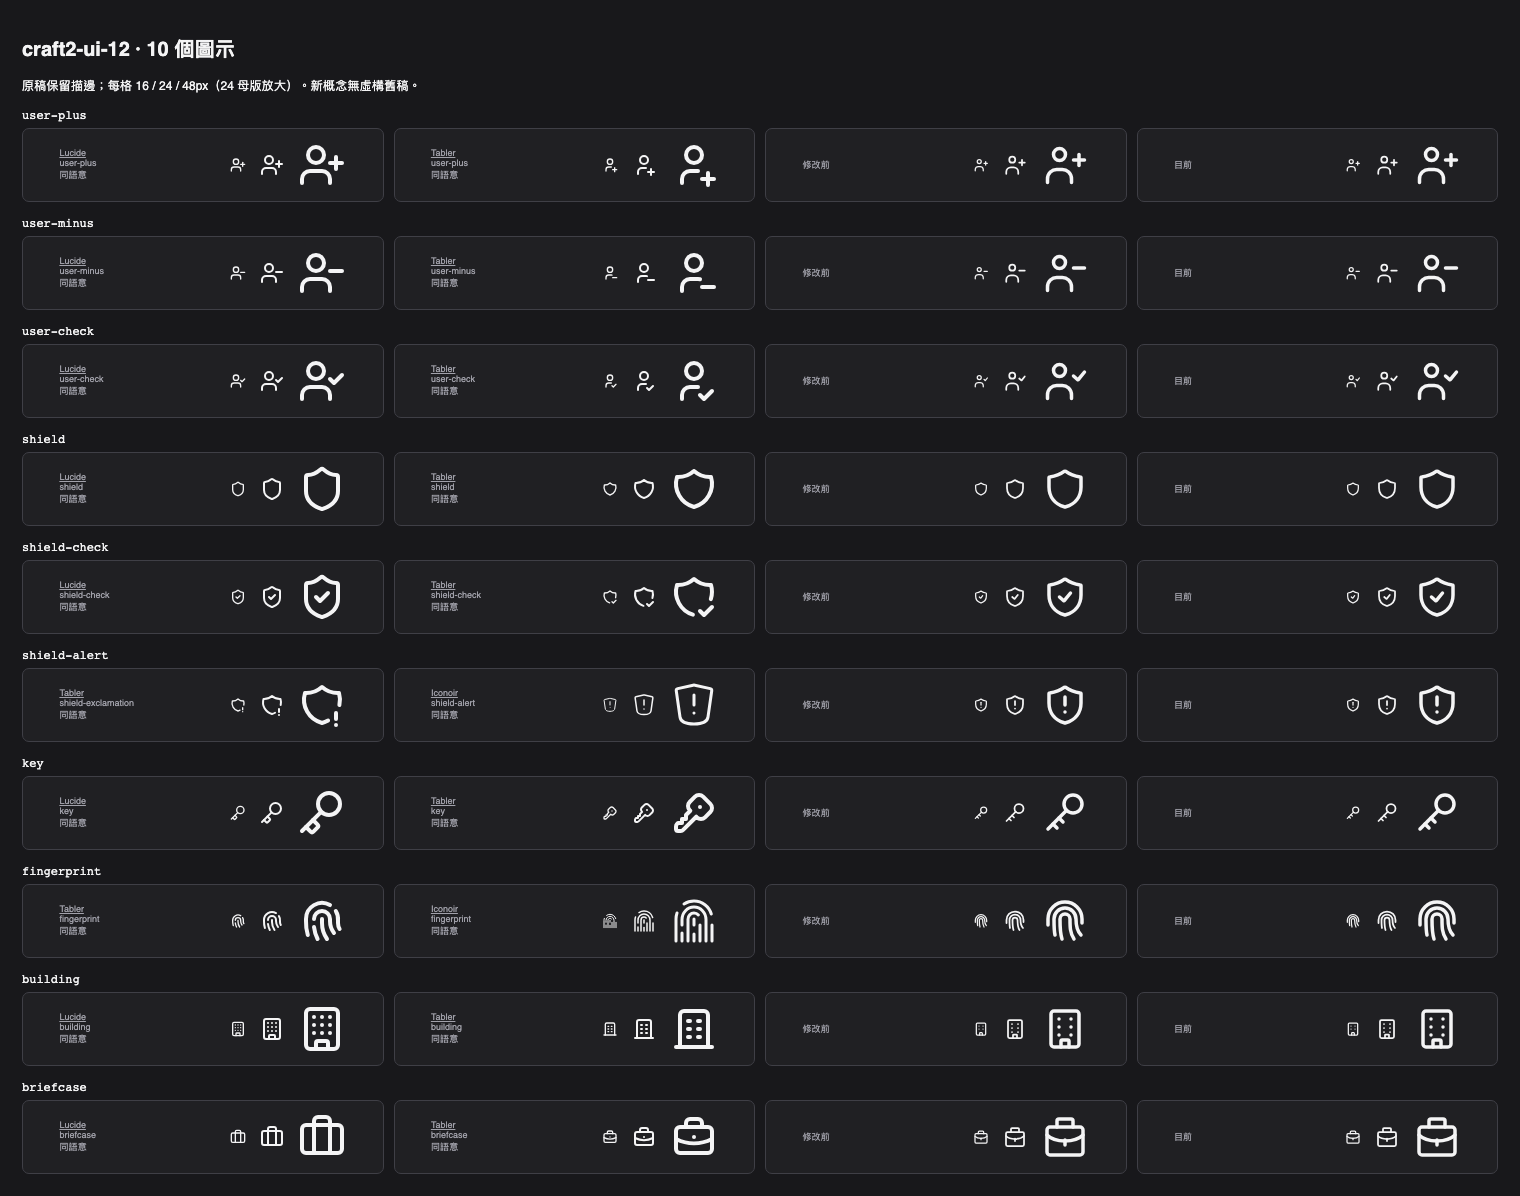 craft2-ui-12 · 10 個圖示
原稿保留描邊；每格 16 / 24 / 48px（24 母版放大）。新概念無虛構舊稿。
user-plus
Lucide
user-plus
同語意
Tabler
user-plus
同語意
修改前
目前
user-minus
Lucide
user-minus
同語意
Tabler
user-minus
同語意
修改前
目前
user-check
Lucide
user-check
同語意
Tabler
user-check
同語意
修改前
目前
shield
Lucide
shield
同語意
Tabler
shield
同語意
修改前
目前
shield-check
Lucide
shield-check
同語意
Tabler
shield-check
同語意
修改前
目前
shield-alert
Tabler
shield-exclamation
同語意
Iconoir
shield-alert
同語意
修改前
目前
key
Lucide
key
同語意
Tabler
key
同語意
修改前
目前
fingerprint
Tabler
fingerprint
同語意
Iconoir
fingerprint
同語意
修改前
目前
building
Lucide
building
同語意
Tabler
building
同語意
修改前
目前
briefcase
Lucide
briefcase
同語意
Tabler
briefcase
同語意
修改前
目前